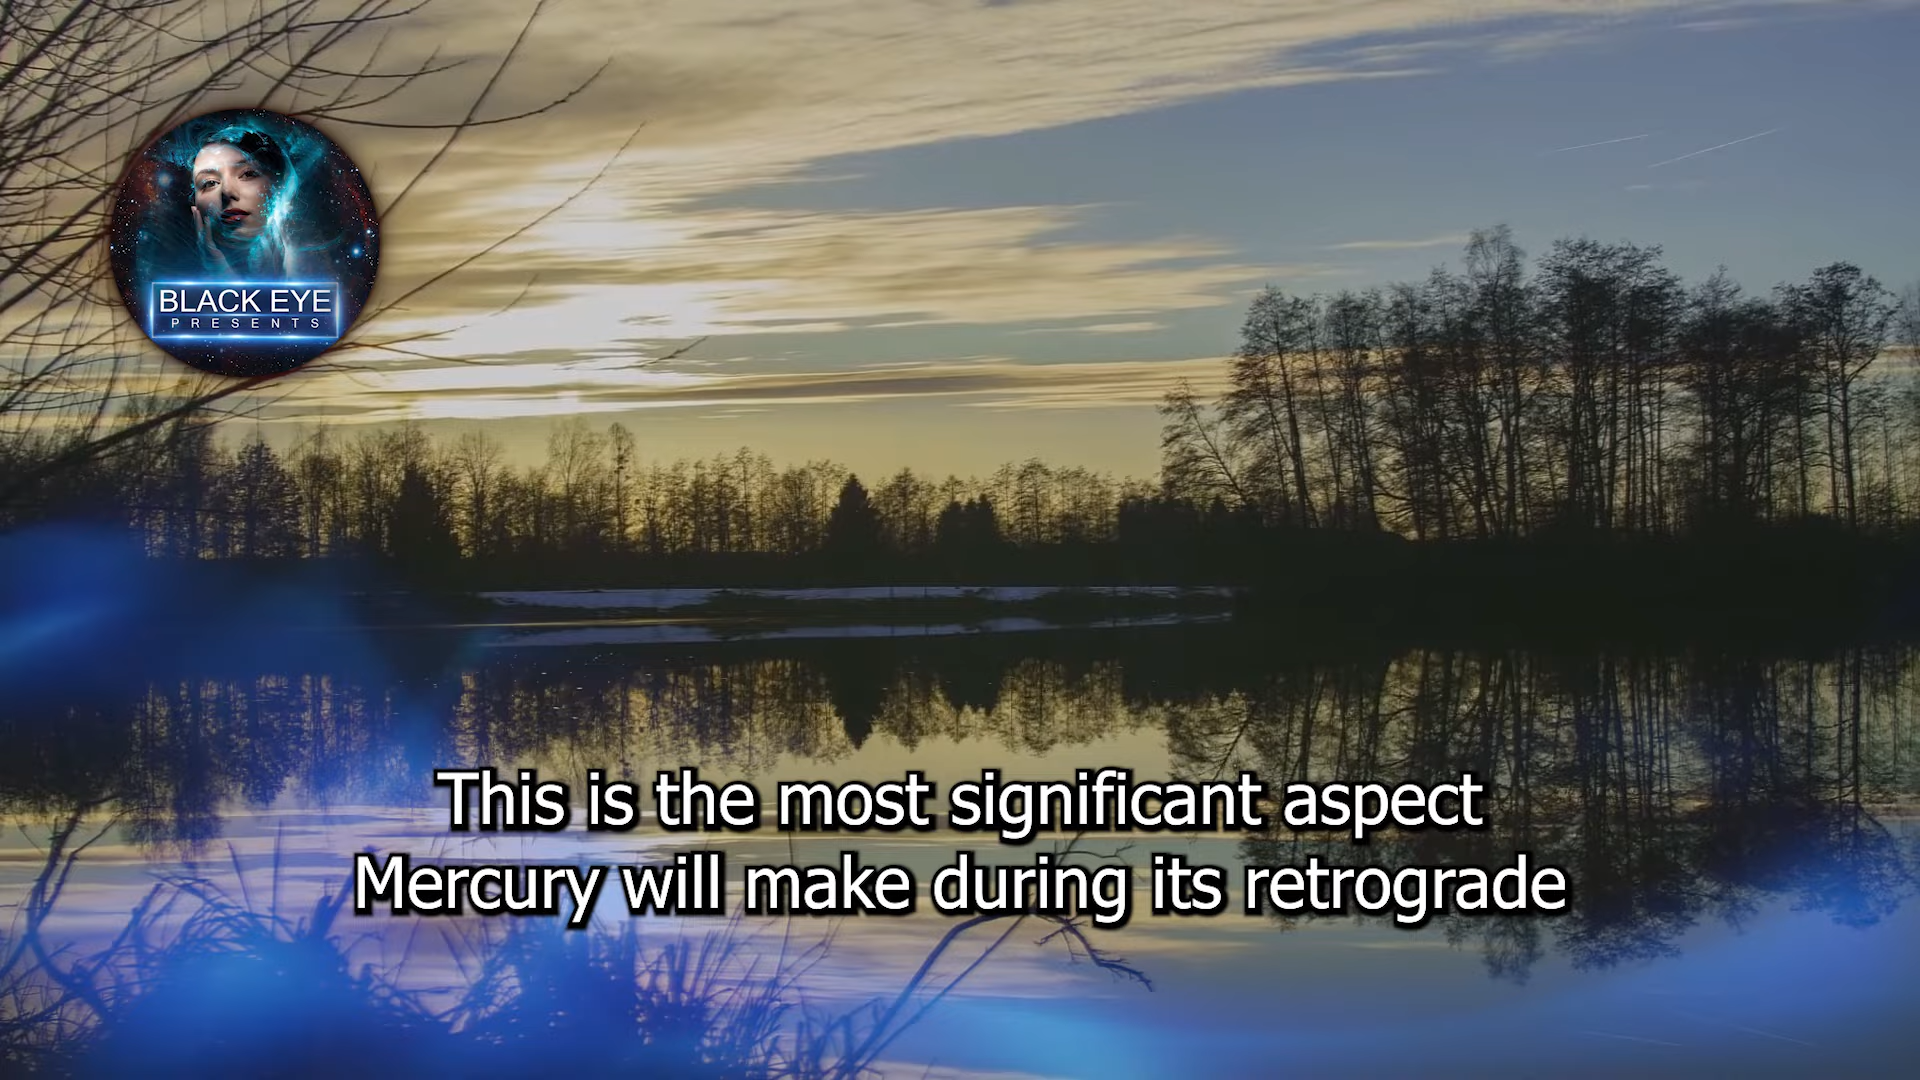 BLACK EYE
PRESENTS
This is the most significant aspect
Mercury will make during its retrograde